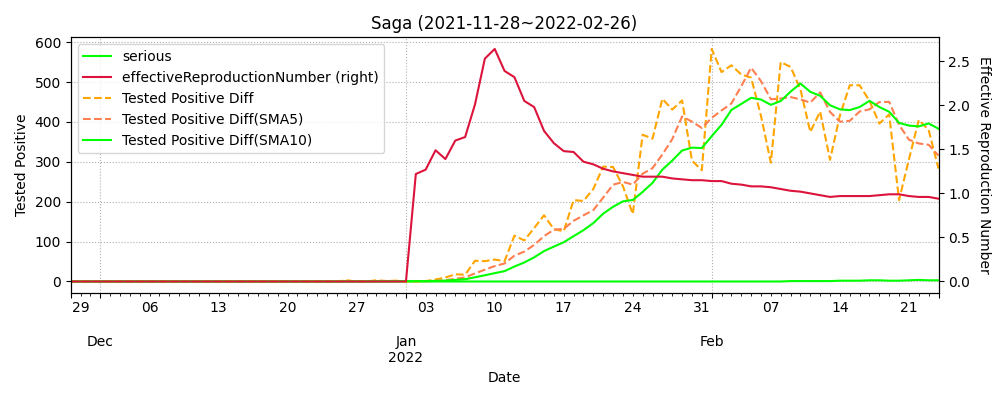 Saga (2021-11-28~2022-02-26)
serious
effectiveReproductionNumber (right)
Tested Positive Diff
Tested Positive Diff(SMA5)
Tested Positive Diff(SMA10)
Tested Positive
600
500
400
300
200
100
0
2.5
2.0
1.5
1.0
0.5
0.0
Effective Reproduction Number
29 06 13 20 27 03 10 17 24 31 07 14 21
Dec Jan Feb
2022
Date